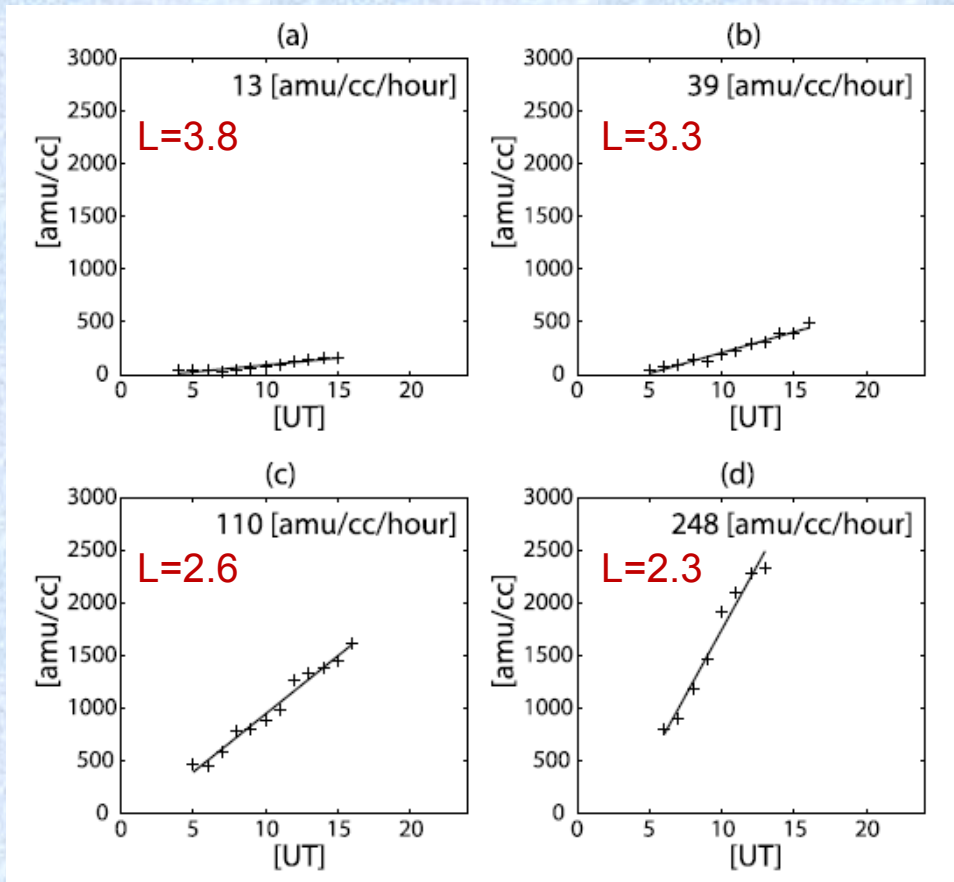 (a)
3000
2500
2000
1500
1000
500
0
[amu/cc]
13 [amu/cc/hour]
L=3.8
0 5 10 15 20
[UT]
(b)
3000
2500
2000
1500
1000
500
0
[amu/cc]
39 [amu/cc/hour]
L=3.3
0 5 10 15 20
[UT]
(c)
3000
2500
2000
1500
1000
500
0
[amu/cc]
110 [amu/cc/hour]
L=2.6
0 5 10 15 20
[UT]
(d)
3000
2500
2000
1500
1000
500
0
[amu/cc]
248 [amu/cc/hour]
L=2.3
0 5 10 15 20
[UT]